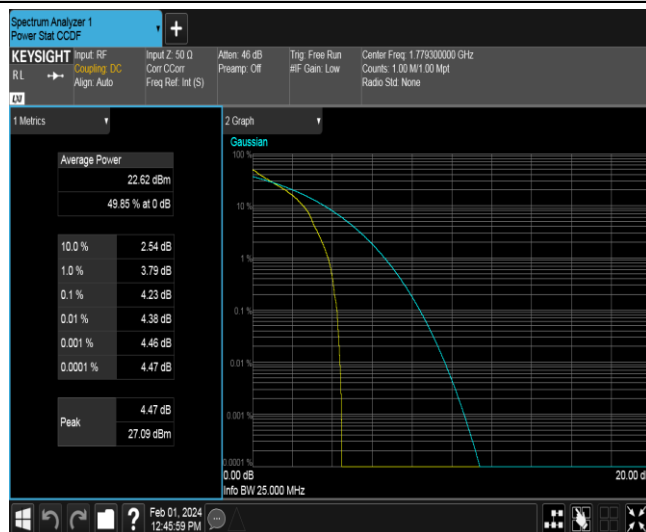 Spectrum Analyzer 1
Power Stat CCDF
KEYSIGHT
RL
LXI
Input: RF
Coupling: DC
Align: Auto
Input Z: 50 Ω
Corr CCorr
Freq Ref: Int (S)
Atten: 46 dB
Preamp: Off
Trig: Free Run
#IF Gain: Low
Center Freq: 1.779300000 GHz
Counts: 1.00 M/1.00 Mpt
Radio Std: None
1 Metrics
Average Power
22.62 dBm
49.85 % at 0 dB
10.0 % 2.54 dB
1.0 % 3.79 dB
0.1 % 4.23 dB
0.01 % 4.38 dB
0.001 % 4.46 dB
0.0001 % 4.47 dB
Peak
4.47 dB
27.09 dBm
2 Graph
Gaussian
100 %
10 %
1 %
0.1 %
0.01 %
0.001 %
0.0001 %
0.00 dB
20.00 d
Info BW 25.000 MHz
?
Feb 01, 2024
12:45:59 PM